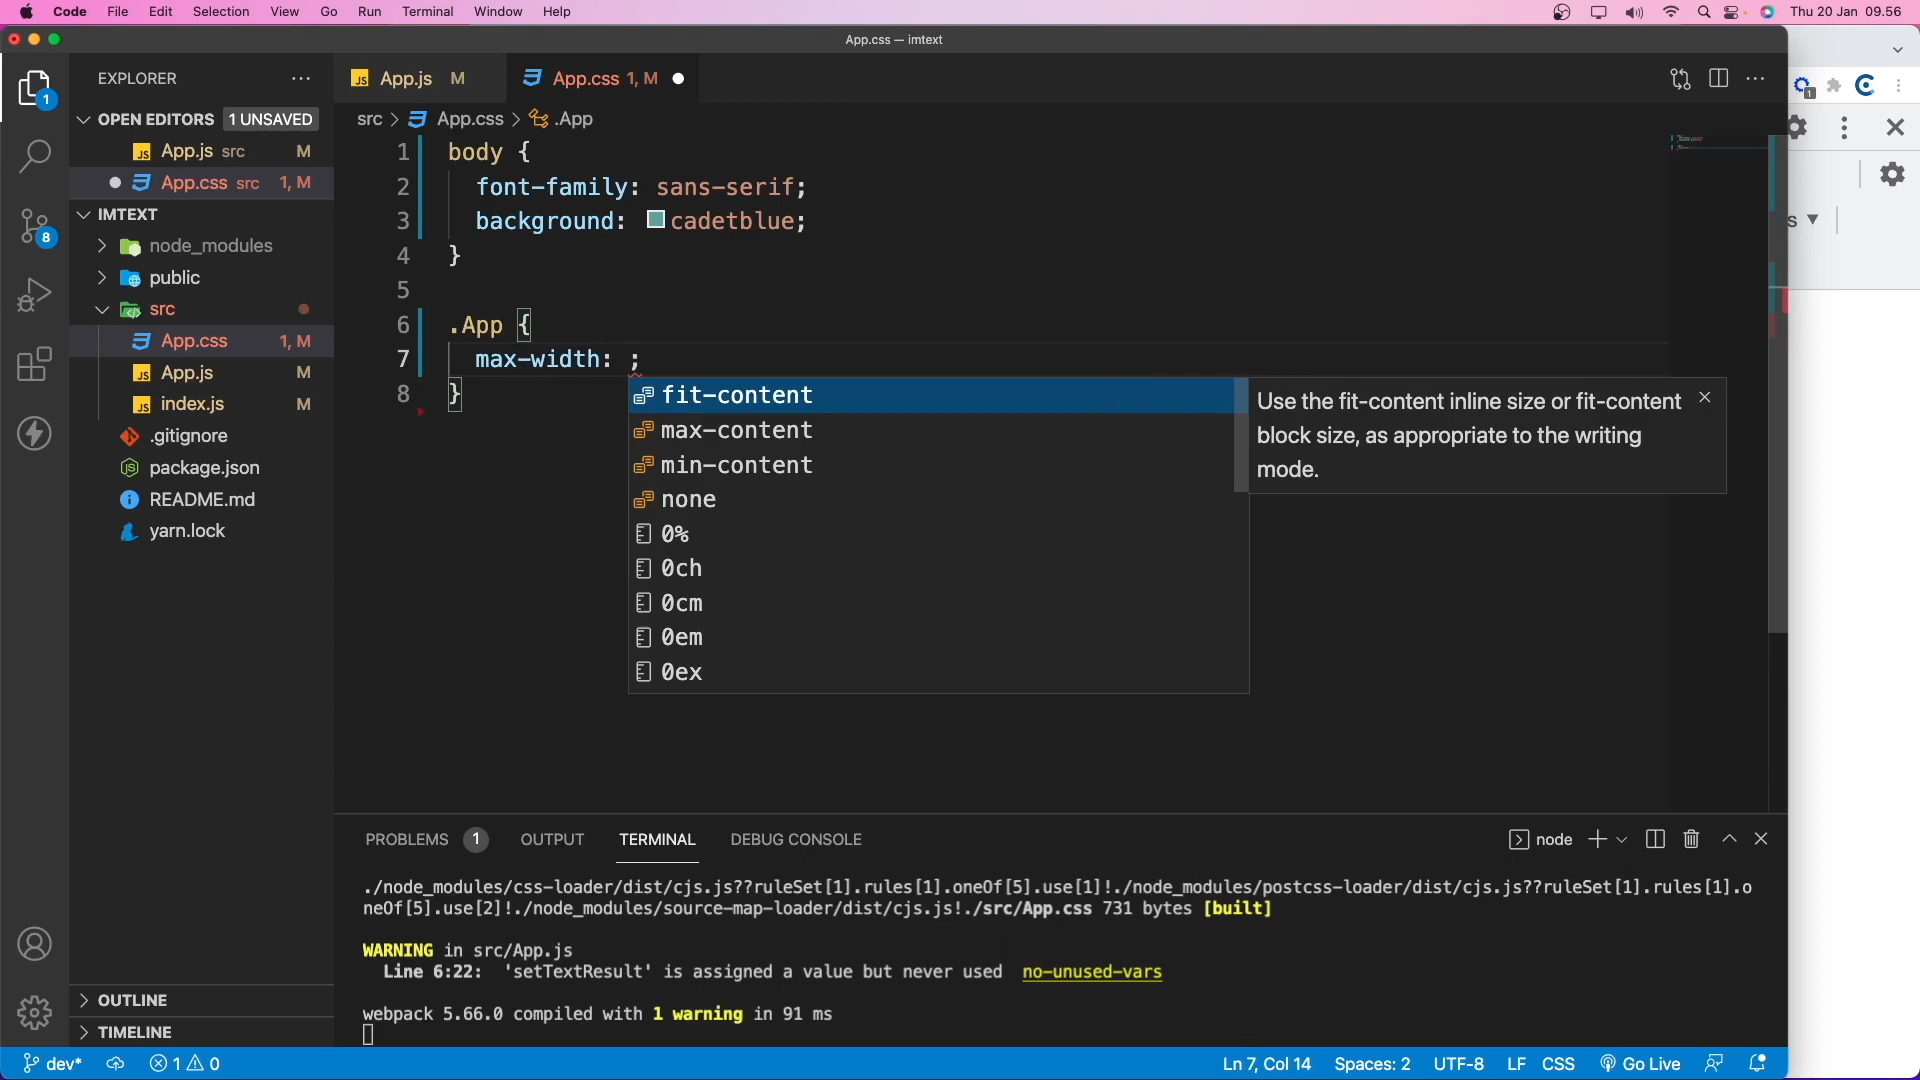 Code File Edit Selection View Go Run Terminal Window Help Thu 20 Jan 09.56
App.css — imtext
EXPLORER
OPEN EDITORS 1 UNSAVED
App.js src M
App.css src 1, M
IMTEXT
node_modules
public
src
App.css 1, M
App.js M
index.js M
.gitignore
package.json
README.md
yarn.lock
OUTLINE
TIMELINE
1
8
App.js M
App.css 1, M
src > App.css > .App
1 body {
2 font-family: sans-serif;
3 background: cadetblue;
4 }
5
6 .App {
7 max-width: ;
8 }
fit-content
max-content
min-content
none
0%
0ch
0cm
0em
0ex
Use the fit-content inline size or fit-content
block size, as appropriate to the writing
mode.
1
s
PROBLEMS 1 OUTPUT TERMINAL DEBUG CONSOLE node
./node_modules/css-loader/dist/cjs.js??ruleSet[1].rules[1].oneOf[5].use[1]!./node_modules/postcss-loader/dist/cjs.js??ruleSet[1].rules[1].o
neOf[5].use[2]!./node_modules/source-map-loader/dist/cjs.js!./src/App.css 731 bytes [built]
WARNING in src/App.js
Line 6:22: 'setTextResult' is assigned a value but never used no-unused-vars
webpack 5.66.0 compiled with 1 warning in 91 ms
dev* 1 0 Ln 7, Col 14 Spaces: 2 UTF-8 LF CSS Go Live